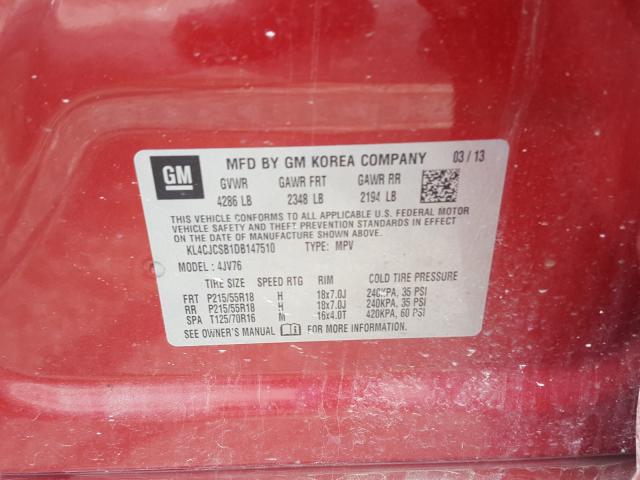 GM MFD BY GM KOREA COMPANY 03 / 13
GVWR GAWR FRT GAWR RR
4286 LB 2348 LB 2194 LB
THIS VEHICLE CONFORMS TO ALL APPLICABLE U.S. FEDERAL MOTOR
VEHICLE SAFETY AND THEFT PREVENTION STANDARDS IN EFFECT
ON THE DATE OF MANUFACTURE SHOWN ABOVE.
KL4CJCSB1DB147510 TYPE: MPV
MODEL : 4JV76
TIRE SIZE SPEED RTG RIM COLD TIRE PRESSURE
FRT P215/55R18 H 18x7.0J 240KPA, 35 PSI
RR P215/55R18 H 18x7.0J 240KPA, 35 PSI
SPA T125/70R16 M 16x4.0T 420KPA, 60 PSI
SEE OWNER'S MANUAL FOR MORE INFORMATION.